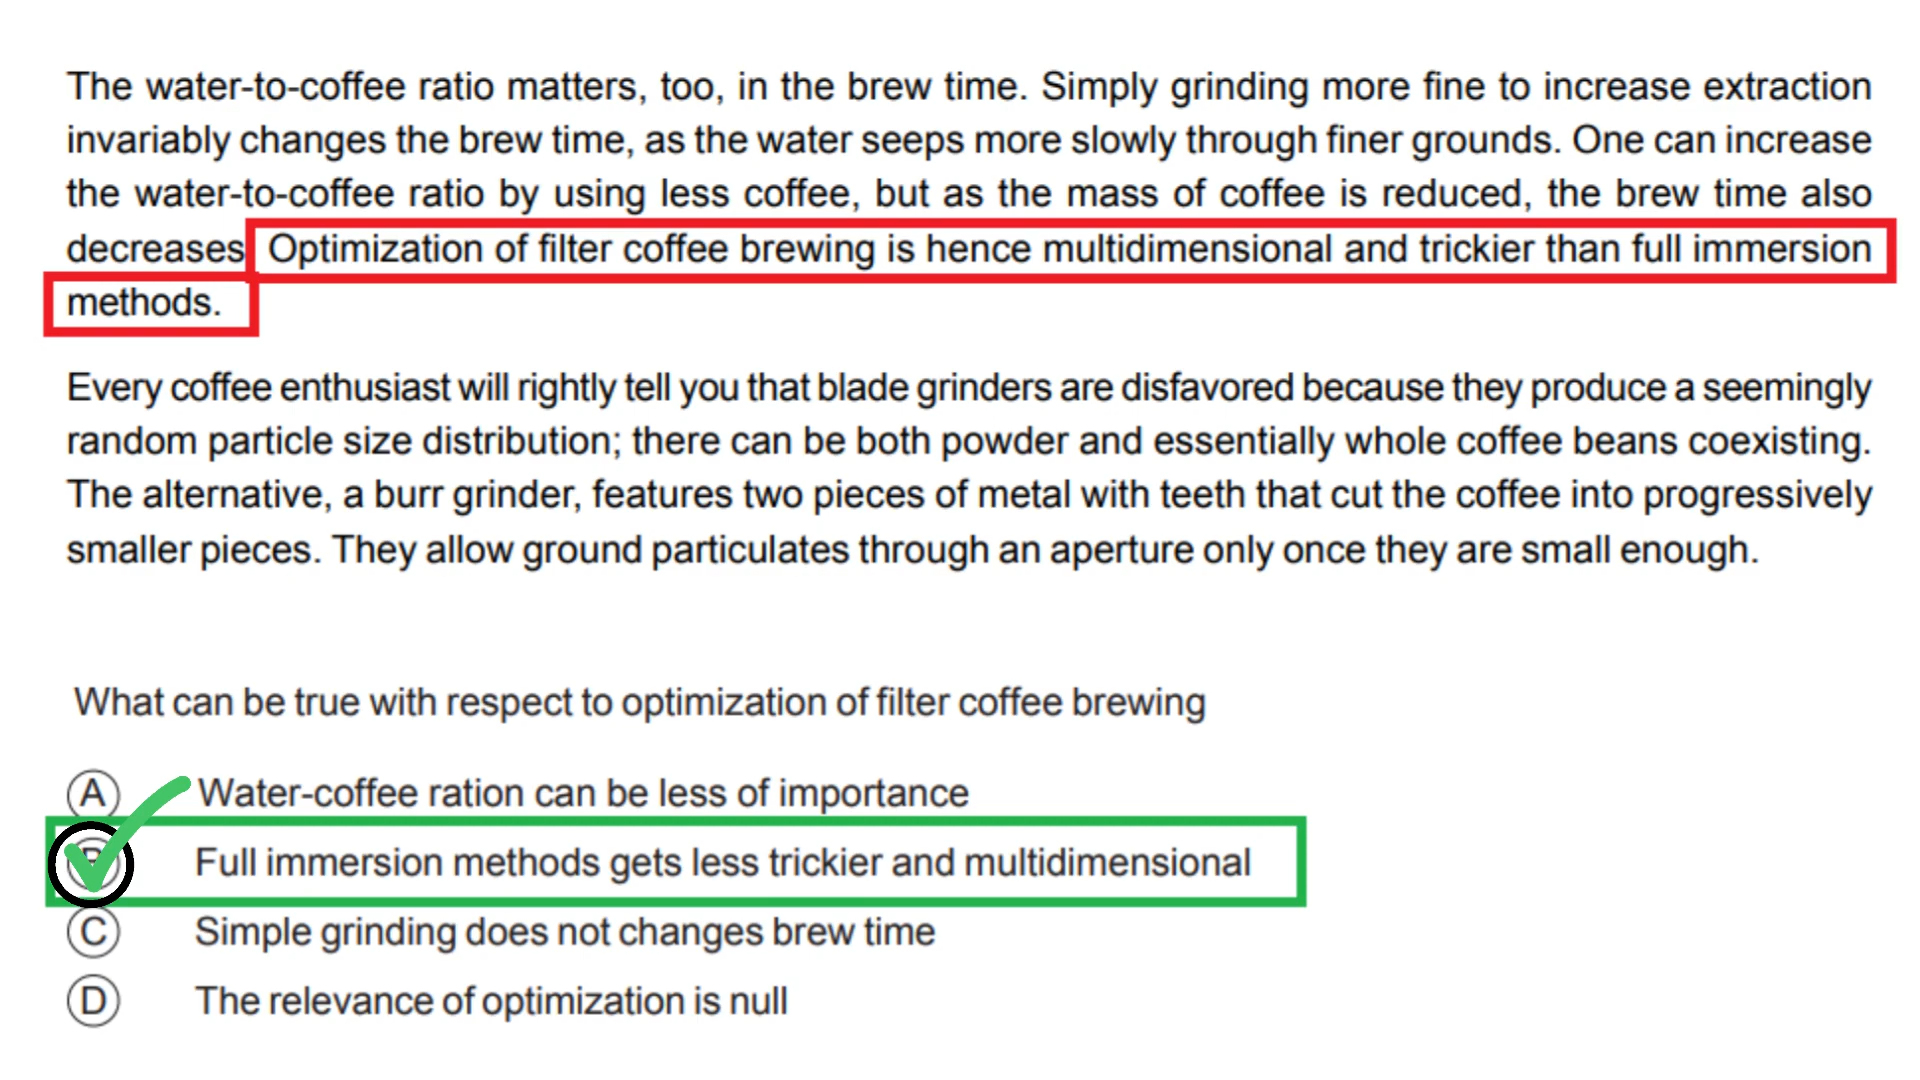 The water-to-coffee ratio matters, too, in the brew time. Simply grinding more fine to increase extraction
invariably changes the brew time, as the water seeps more slowly through finer grounds. One can increase
the water-to-coffee ratio by using less coffee, but as the mass of coffee is reduced, the brew time also
decreases Optimization of filter coffee brewing is hence multidimensional and trickier than full immersion
methods.
Every coffee enthusiast will rightly tell you that blade grinders are disfavored because they produce a seemingly
random particle size distribution; there can be both powder and essentially whole coffee beans coexisting.
The alternative, a burr grinder, features two pieces of metal with teeth that cut the coffee into progressively
smaller pieces. They allow ground particulates through an aperture only once they are small enough.
What can be true with respect to optimization of filter coffee brewing
A Water-coffee ration can be less of importance
B Full immersion methods gets less trickier and multidimensional
C Simple grinding does not changes brew time
D The relevance of optimization is null